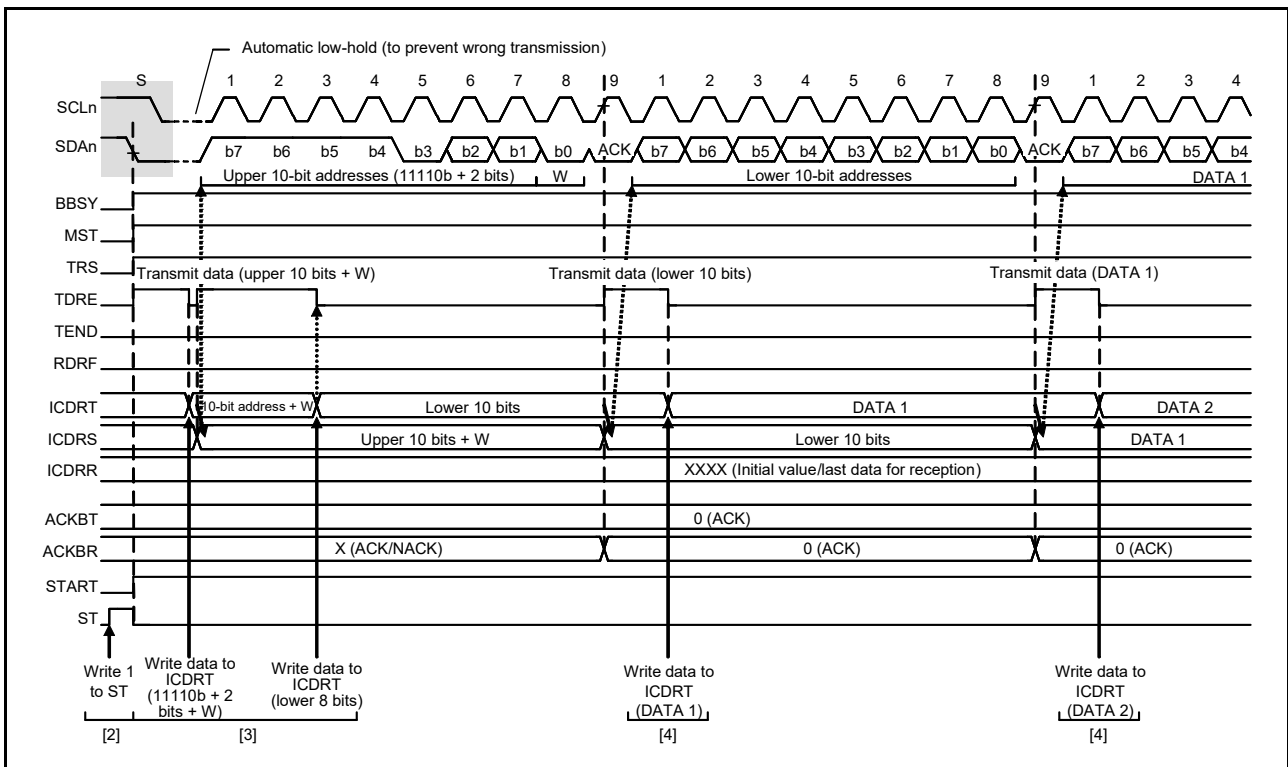 Automatic low-hold (to prevent wrong transmission)
S 1 2 3 4 5 6 7 8 9 1 2 3 4 5 6 7 8 9 1 2 3 4
SCLn
SDAn b7 b6 b5 b4 b3 b2 b1 b0 ACK b7 b6 b5 b4 b3 b2 b1 b0 ACK b7 b6 b5 b4
Upper 10-bit addresses (11110b + 2 bits) W Lower 10-bit addresses DATA 1
BBSY
MST
TRS
Transmit data (upper 10 bits + W) Transmit data (lower 10 bits) Transmit data (DATA 1)
TDRE
TEND
RDRF
ICDRT 10-bit address + W Lower 10 bits DATA 1 DATA 2
ICDRS Upper 10 bits + W Lower 10 bits DATA 1
ICDRR XXXX (Initial value/last data for reception)
ACKBT 0 (ACK)
ACKBR X (ACK/NACK) 0 (ACK) 0 (ACK)
START
ST
Write 1
to ST
Write data to
ICDRT
(11110b + 2
bits + W)
Write data to
ICDRT
(lower 8 bits)
Write data to
ICDRT
(DATA 1)
Write data to
ICDRT
(DATA 2)
[2] [3] [4] [4]